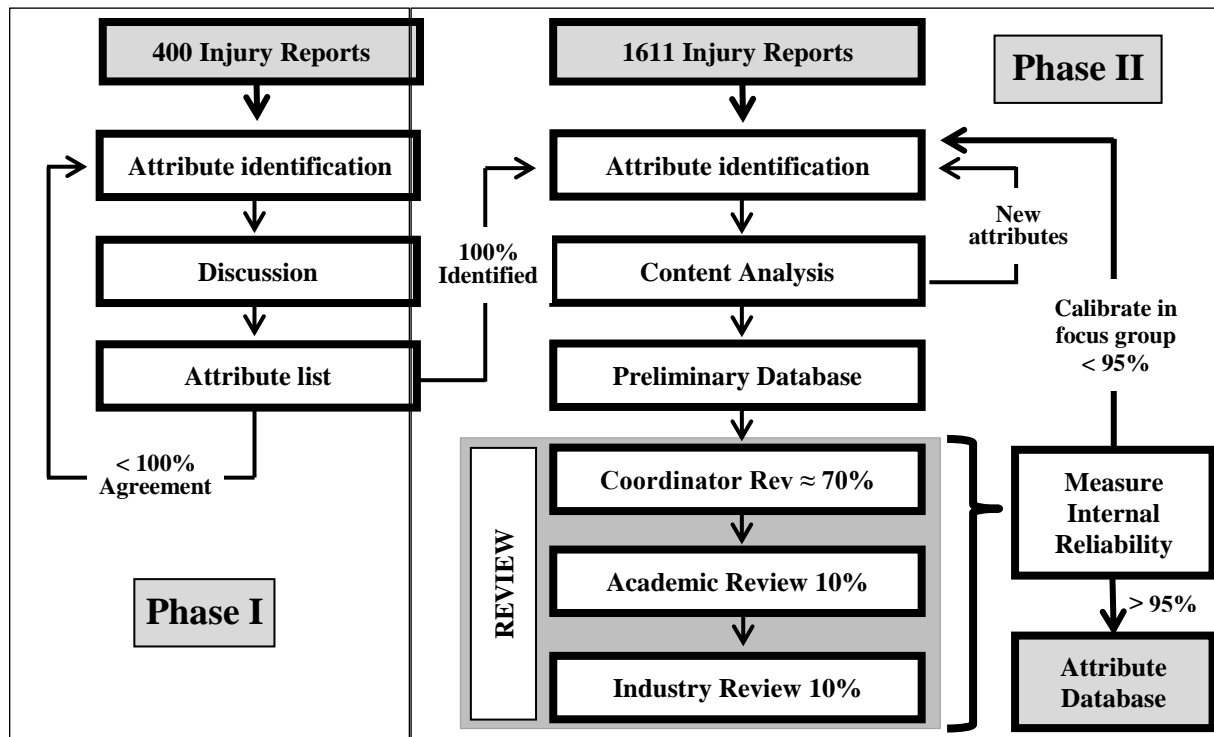 400 Injury Reports
Attribute identification
Discussion
Attribute list
< 100%
Agreement
Phase I
100%
Identified
1611 Injury Reports
Phase II
Attribute identification
New
attributes
Content Analysis
Calibrate in
focus group
< 95%
Preliminary Database
REVIEW
Coordinator Rev ≈ 70%
Academic Review 10%
Industry Review 10%
Measure
Internal
Reliability
> 95%
Attribute
Database